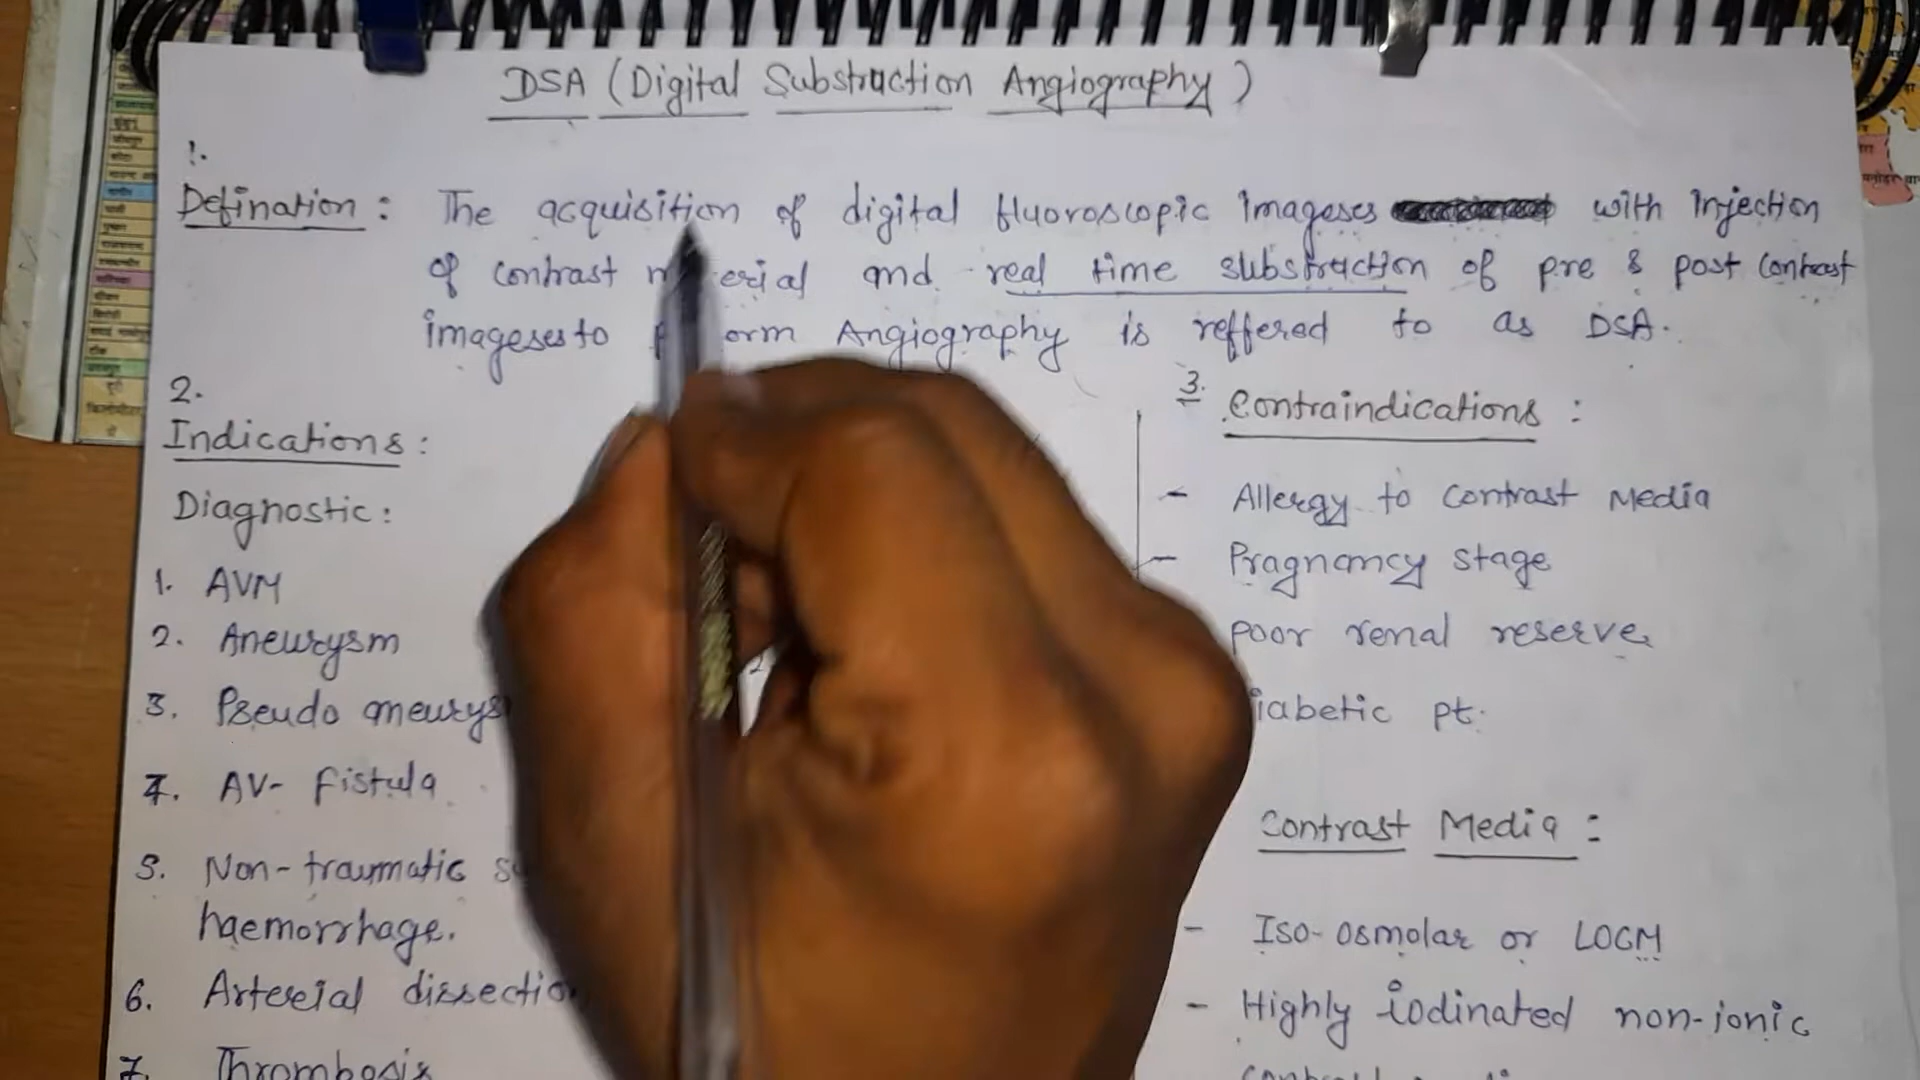 DSA (Digital Substraction Angiography)
1.
Defination : The acquisition of digital fluoroscopic Imageses with Injection
of contrast erial and real time substraction of pre & post Contrast
imageses to orm Angiography is reffered to as DSA.
2.
Indications :
Diagnostic :
1. AVM
2. Aneurysm
3. Pseudo aneurys
4. AV- Fistula
5. Non-traumatic
haemorrhage.
6. Arterial dissectio
7. Thrombosis
3. Contraindications :
- Allergy to Contrast Media
- Pragnancy stage
poor renal reserve
iabetic pt.
Contrast Media :
- Iso-osmolar or LOCM
- Highly iodinated non-ionic